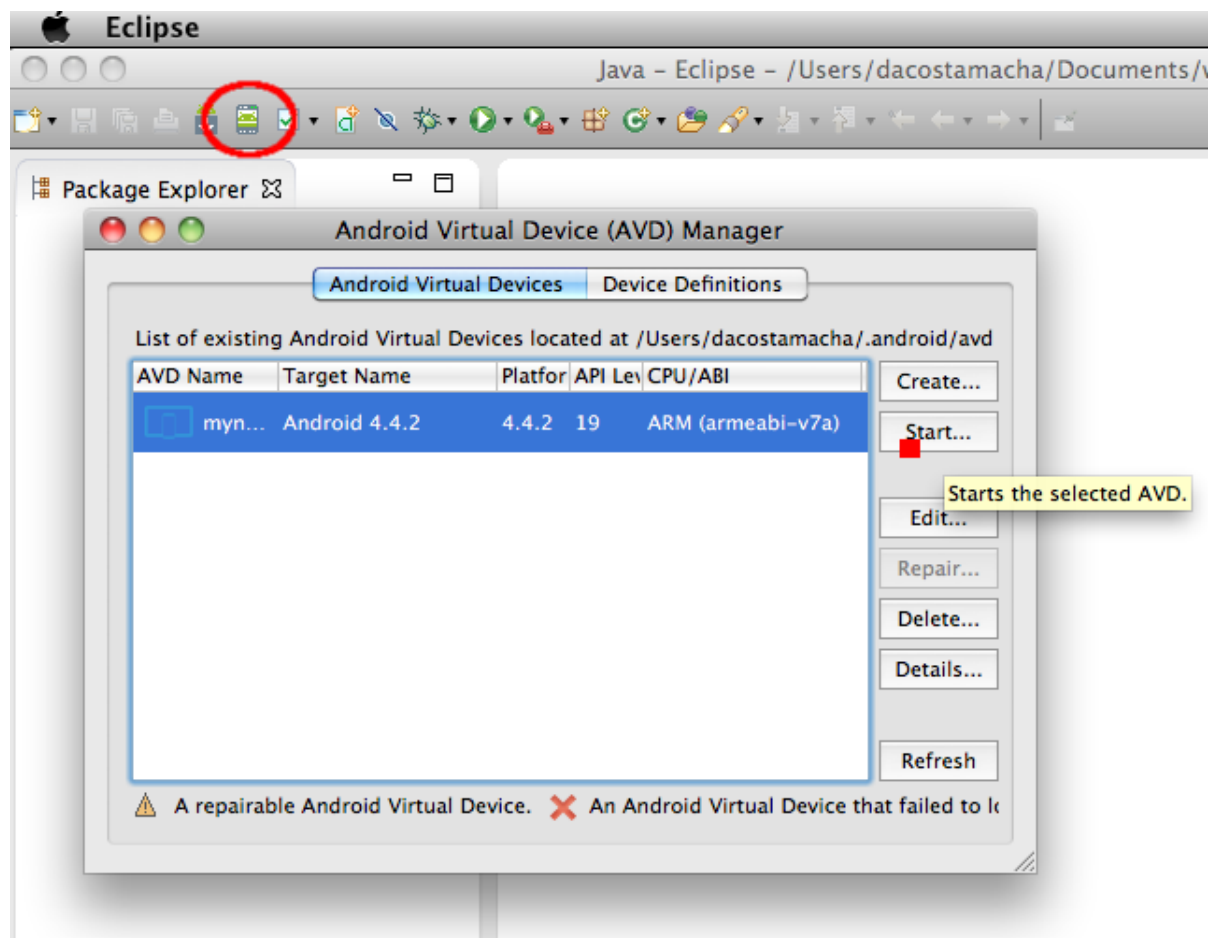 Eclipse
Java – Eclipse – /Users/dacostamacha/Documents/
Package Explorer
Android Virtual Device (AVD) Manager
Android Virtual Devices Device Definitions
List of existing Android Virtual Devices located at /Users/dacostamacha/.android/avd
AVD Name Target Name Platfor API Lev CPU/ABI
myn... Android 4.4.2 4.4.2 19 ARM (armeabi-v7a)
Create...
Start...
Starts the selected AVD.
Edit...
Repair...
Delete...
Details...
Refresh
A repairable Android Virtual Device. An Android Virtual Device that failed to